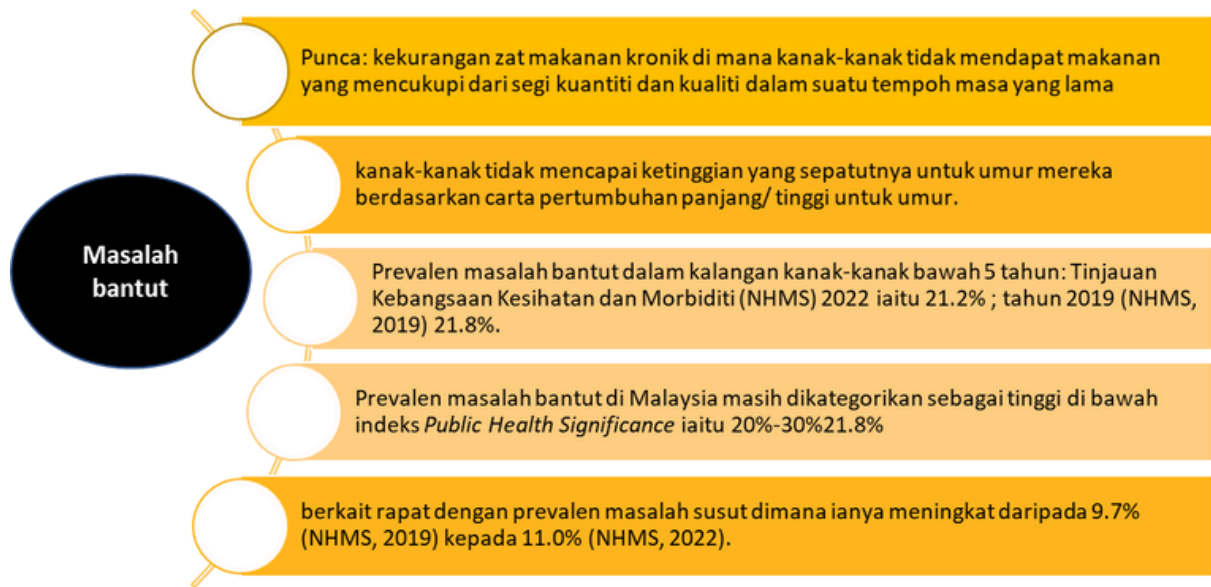 Masalah
bantut
Punca: kekurangan zat makanan kronik di mana kanak-kanak tidak mendapat makanan
yang mencukupi dari segi kuantiti dan kualiti dalam suatu tempoh masa yang lama
kanak-kanak tidak mencapai ketinggian yang sepatutnya untuk umur mereka
berdasarkan carta pertumbuhan panjang/ tinggi untuk umur.
Prevalen masalah bantut dalam kalangan kanak-kanak bawah 5 tahun: Tinjauan
Kebangsaan Kesihatan dan Morbiditi (NHMS) 2022 iaitu 21.2% ; tahun 2019 (NHMS,
2019) 21.8%.
Prevalen masalah bantut di Malaysia masih dikategorikan sebagai tinggi di bawah
indeks Public Health Significance iaitu 20%-30%21.8%
berkait rapat dengan prevalen masalah susut dimana ianya meningkat daripada 9.7%
(NHMS, 2019) kepada 11.0% (NHMS, 2022).